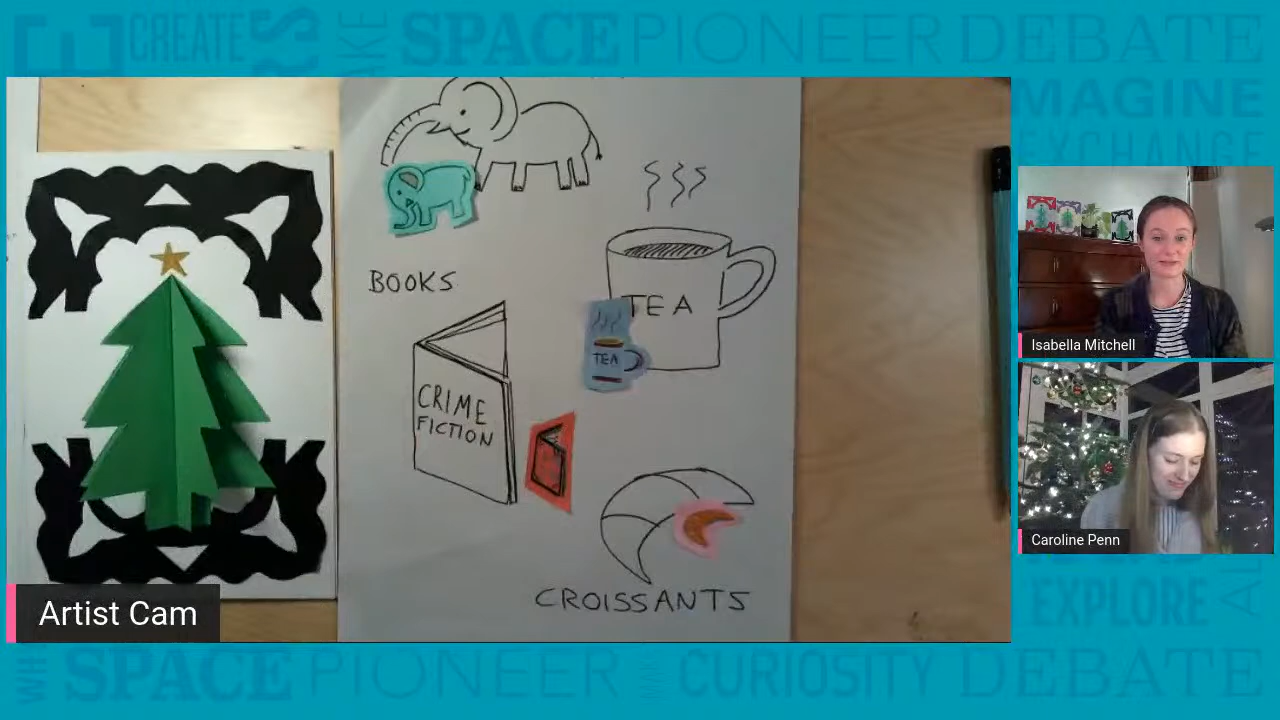 CREATE
SPACE PIONEER DEBATE
IMAGINE
EXCHANGE
BOOKS
TEA
TEA
CRIME
FICTION
CROISSANTS
Artist Cam
Isabella Mitchell
Caroline Penn
EXPLORE
SPACE PIONEER
CURIOSITY DEBATE